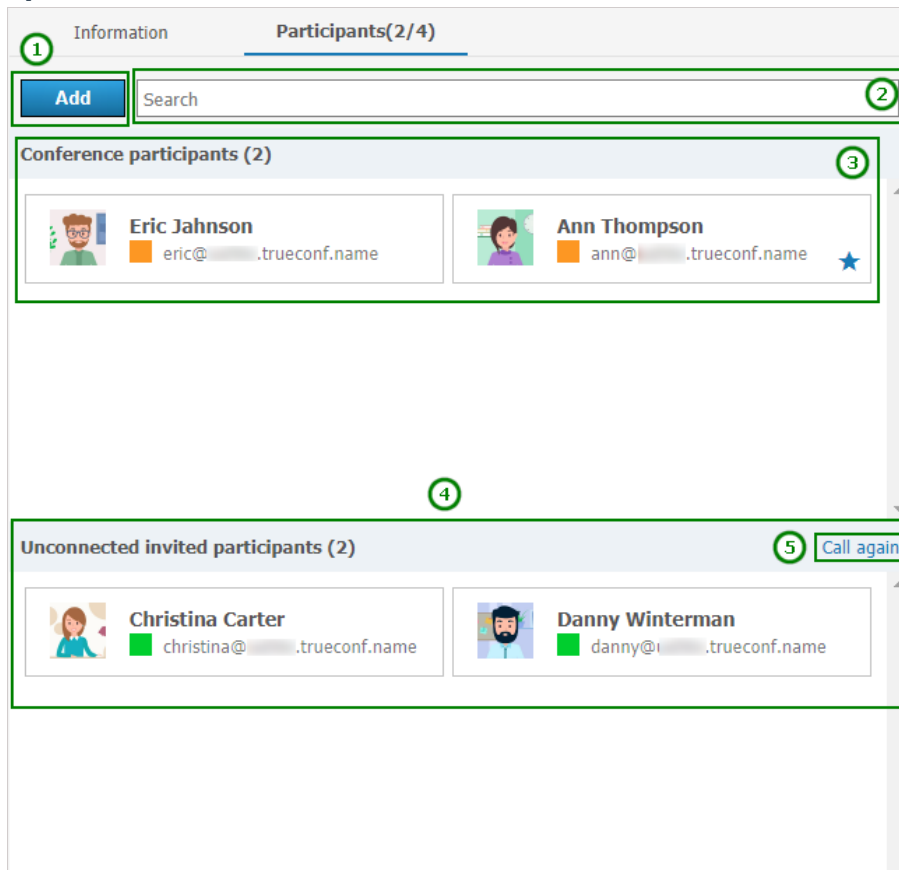 Information Participants(2/4)
1
Add Search 2
Conference participants (2) 3
Eric Jahnson Ann Thompson
eric@ .trueconf.name ann@ .trueconf.name
4
Unconnected invited participants (2) 5 Call again
Christina Carter Danny Winterman
christina@ .trueconf.name danny@ .trueconf.name